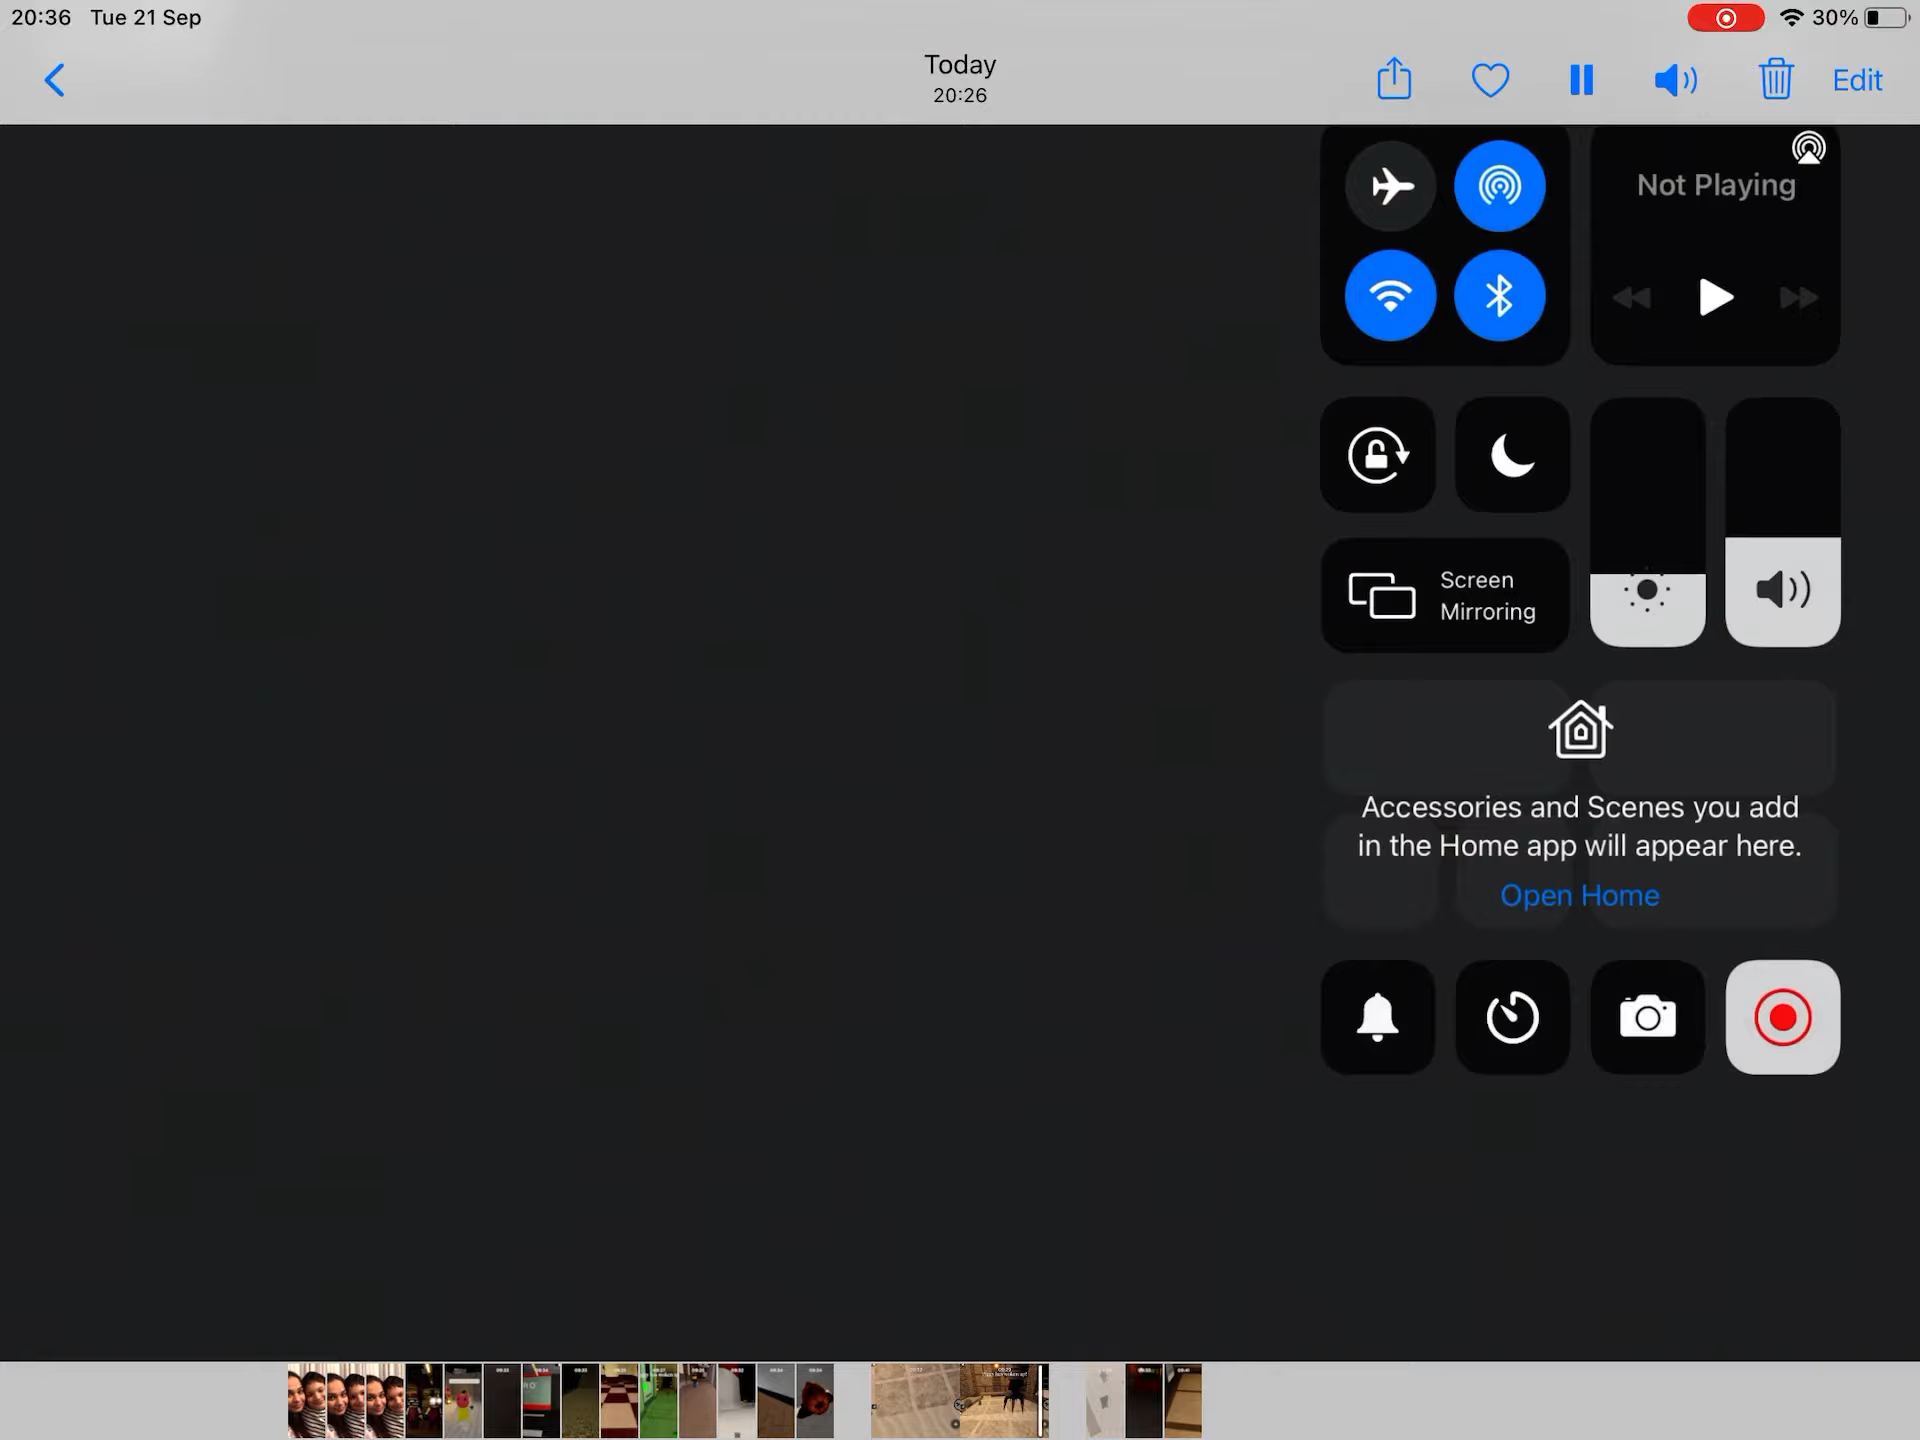 20:36 Tue 21 Sep
30%
Today
20:26
Edit
Not Playing
Screen
Mirroring
Accessories and Scenes you add
in the Home app will appear here.
Open Home